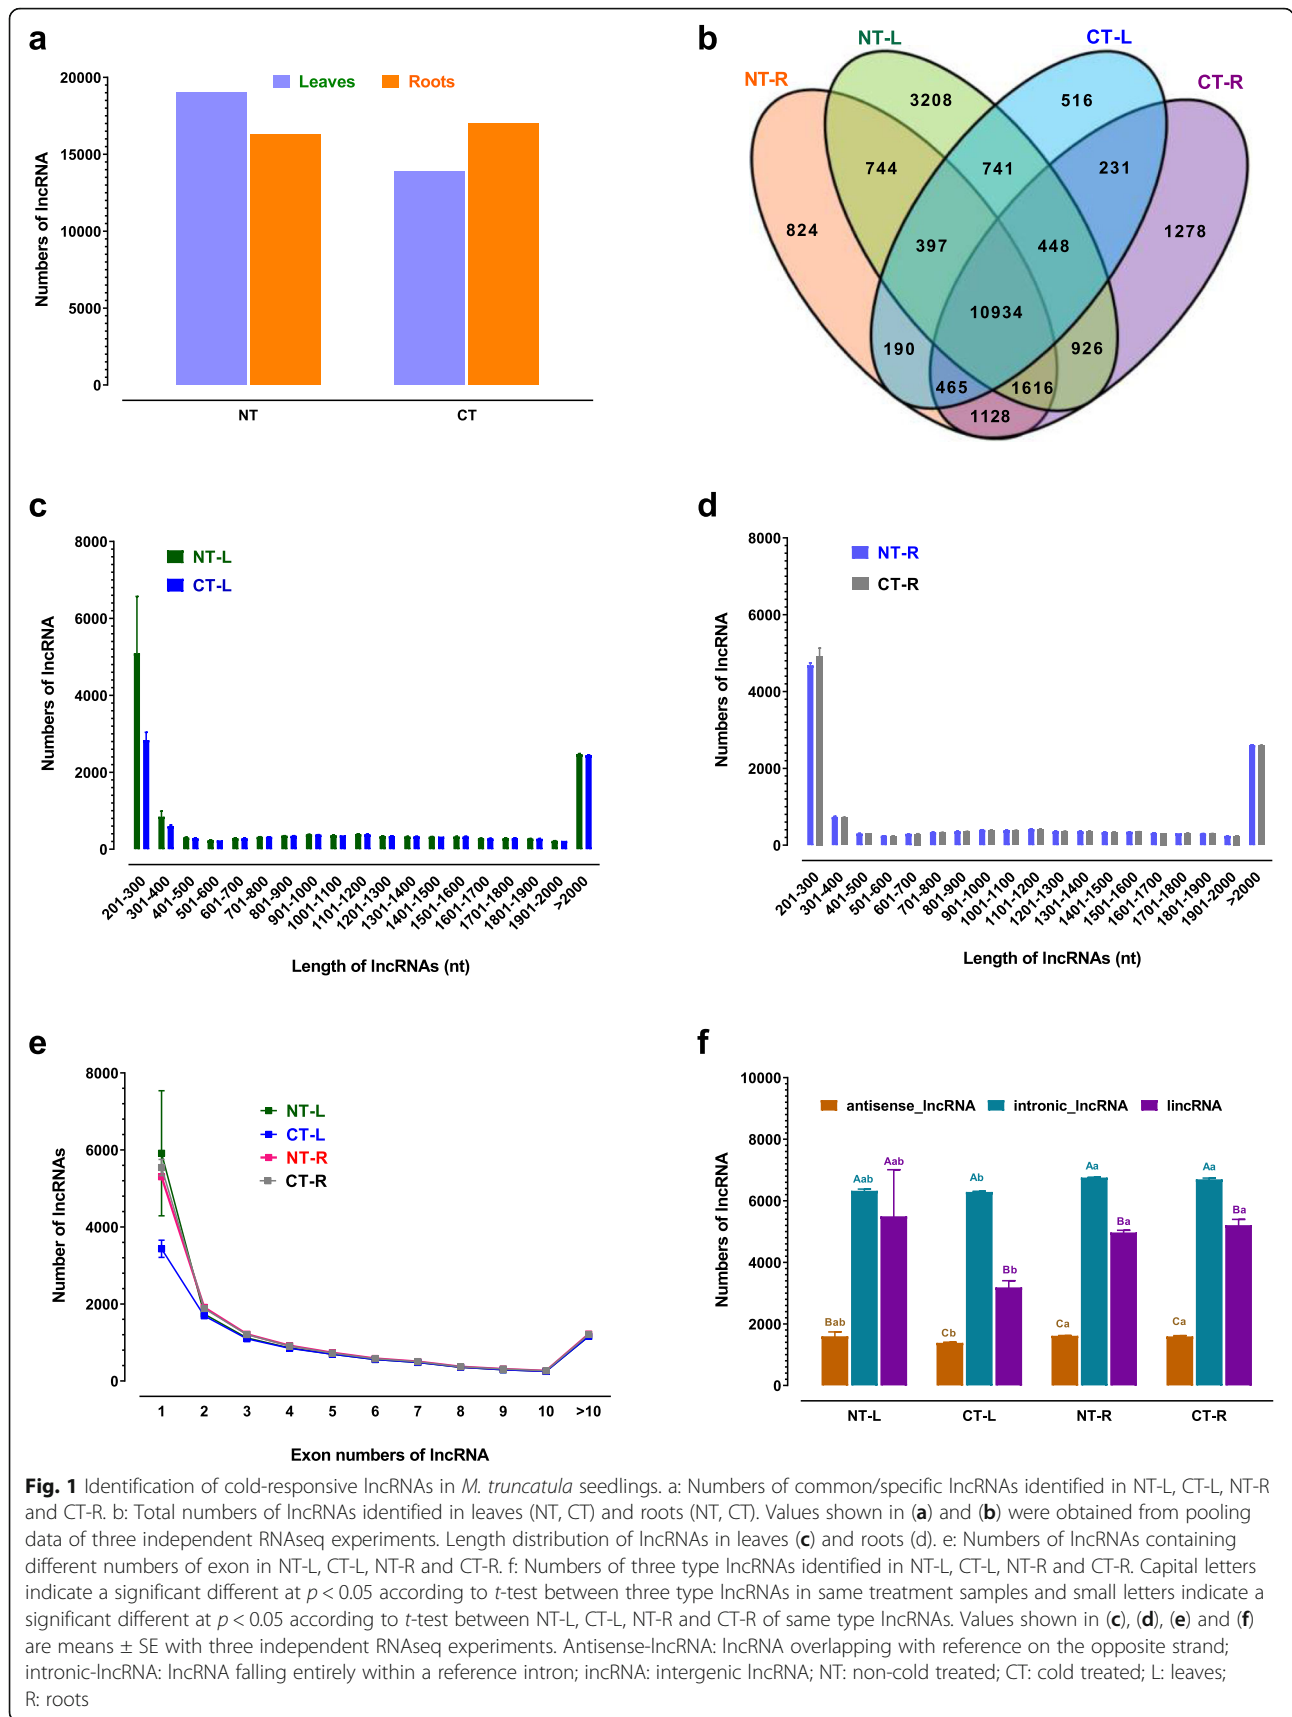 a
20000
15000
10000
5000
0
Numbers of lncRNA
Leaves
Roots
NT
CT
b
NT-R
NT-L
CT-L
CT-R
3208
516
744
741
231
824
397
448
1278
10934
190
926
465
1616
1128
c
8000
6000
4000
2000
0
Numbers of lncRNA
NT-L
CT-L
201-300
301-400
401-500
501-600
601-700
701-800
801-900
901-1000
1001-1100
1101-1200
1201-1300
1301-1400
1401-1500
1501-1600
1601-1700
1701-1800
1801-1900
1901-2000
>2000
Length of lncRNAs (nt)
d
8000
6000
4000
2000
0
Numbers of lncRNA
NT-R
CT-R
201-300
301-400
401-500
501-600
601-700
701-800
801-900
901-1000
1001-1100
1101-1200
1201-1300
1301-1400
1401-1500
1501-1600
1601-1700
1701-1800
1801-1900
1901-2000
>2000
Length of lncRNAs (nt)
e
8000
6000
4000
2000
0
Number of lncRNAs
NT-L
CT-L
NT-R
CT-R
1 2 3 4 5 6 7 8 9 10 >10
Exon numbers of lncRNA
f
10000
8000
6000
4000
2000
0
Numbers of lncRNA
antisense_lncRNA
intronic_lncRNA
lincRNA
Bab Aab Aab
Cb Ab Bb
Ca Aa Ba
Ca Aa Ba
NT-L CT-L NT-R CT-R
Fig. 1 Identification of cold-responsive lncRNAs in M. truncatula seedlings. a: Numbers of common/specific lncRNAs identified in NT-L, CT-L, NT-R
and CT-R. b: Total numbers of lncRNAs identified in leaves (NT, CT) and roots (NT, CT). Values shown in (a) and (b) were obtained from pooling
data of three independent RNAseq experiments. Length distribution of lncRNAs in leaves (c) and roots (d). e: Numbers of lncRNAs containing
different numbers of exon in NT-L, CT-L, NT-R and CT-R. f: Numbers of three type lncRNAs identified in NT-L, CT-L, NT-R and CT-R. Capital letters
indicate a significant different at p < 0.05 according to t-test between three type lncRNAs in same treatment samples and small letters indicate a
significant different at p < 0.05 according to t-test between NT-L, CT-L, NT-R and CT-R of same type lncRNAs. Values shown in (c), (d), (e) and (f)
are means ± SE with three independent RNAseq experiments. Antisense-lncRNA: lncRNA overlapping with reference on the opposite strand;
intronic-lncRNA: lncRNA falling entirely within a reference intron; incRNA: intergenic lncRNA; NT: non-cold treated; CT: cold treated; L: leaves;
R: roots